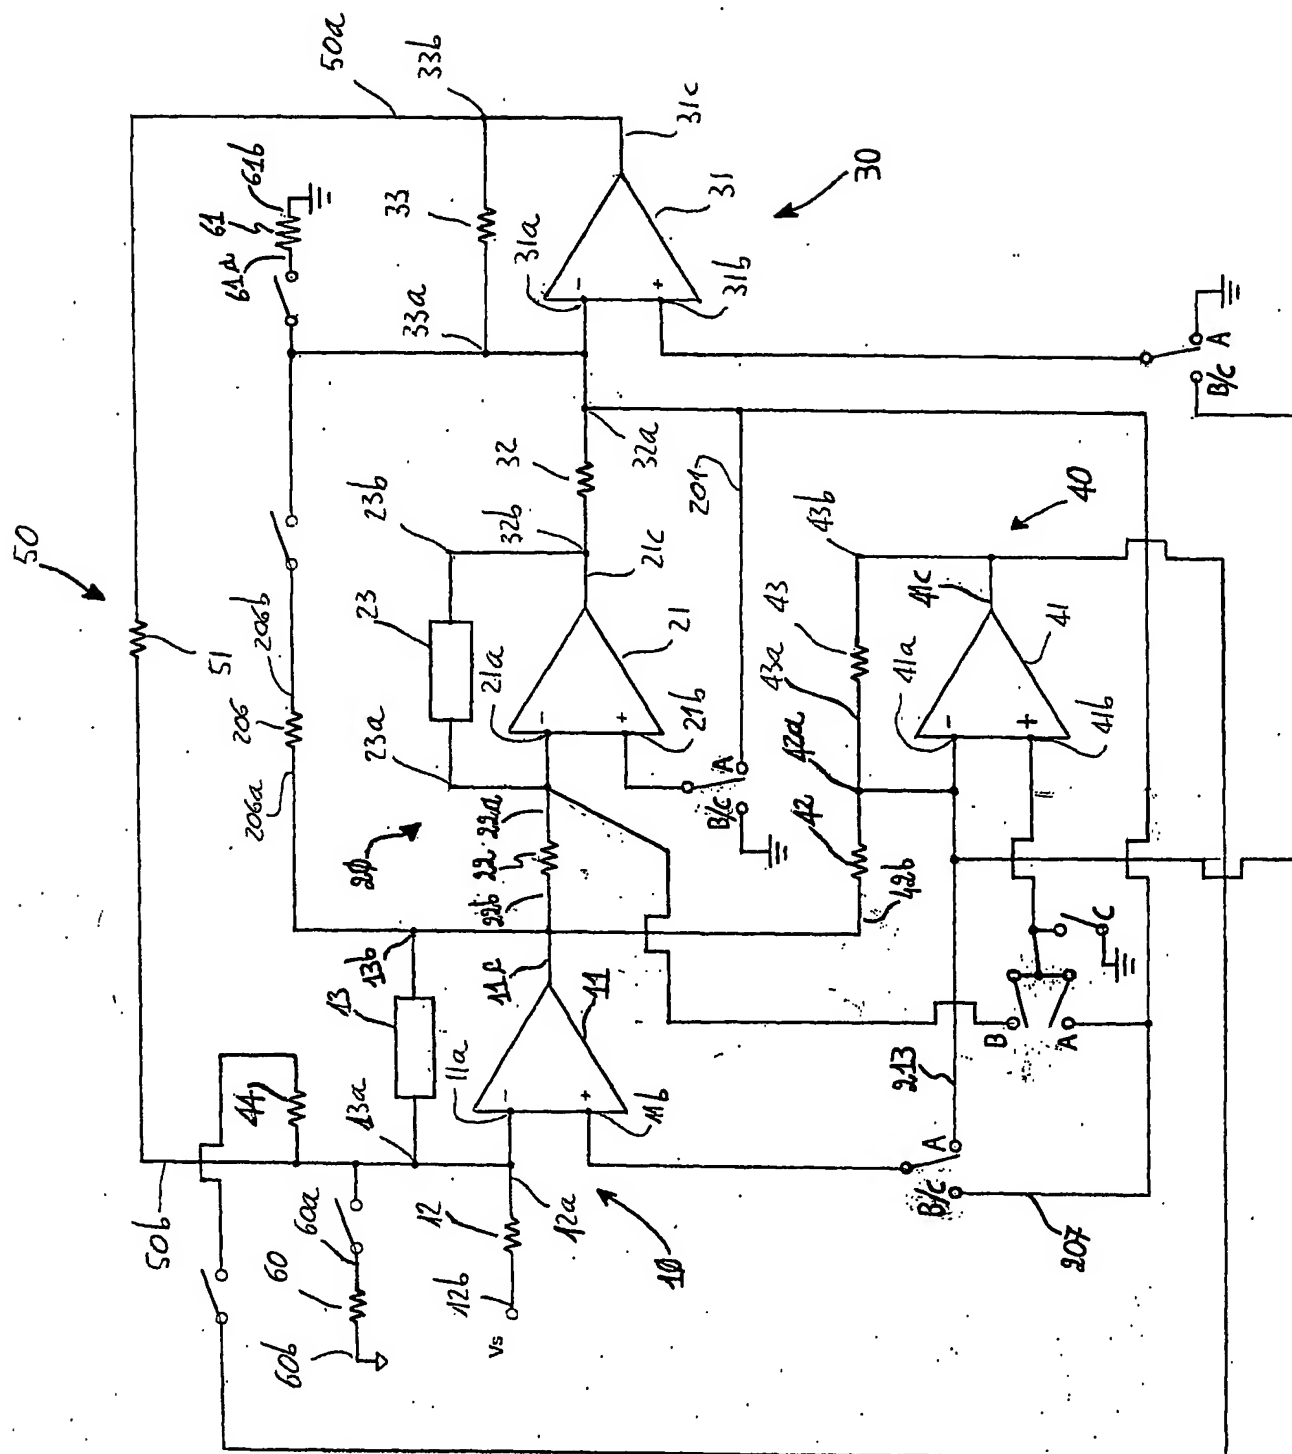 50
50a
33b
61b
61
61a
33
33a
31a
31c
31
30
-
+
31b
A
B/C
51
206
206a
206b
23b
23
23a
32
32b
32a
21a
21c
21
-
+
21b
201
A
B/C
20
22a
22
22b
40
43b
43
43a
42a
42
42b
41a
41c
41
-
+
41b
C
B
A
13b
13
13a
11c
11
11a
-
+
11b
213
A
B/C
207
44
50b
60a
60
60b
12
12a
12b
Vs
10